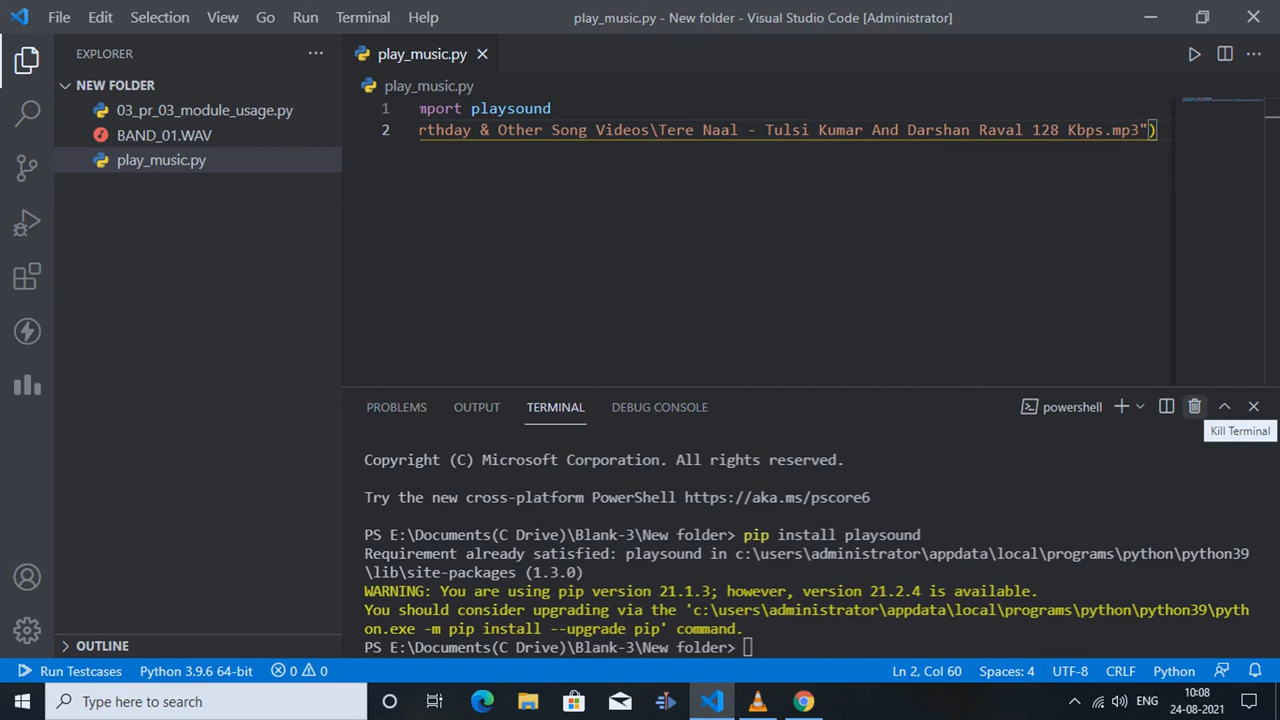 File Edit Selection View Go Run Terminal Help play_music.py - New folder - Visual Studio Code [Administrator]
EXPLORER
NEW FOLDER
03_pr_03_module_usage.py
BAND_01.WAV
play_music.py
OUTLINE
play_music.py
play_music.py
1 mport playsound
2 rthday & Other Song Videos\Tere Naal - Tulsi Kumar And Darshan Raval 128 Kbps.mp3")
PROBLEMS OUTPUT TERMINAL DEBUG CONSOLE powershell
Kill Terminal
Copyright (C) Microsoft Corporation. All rights reserved.
Try the new cross-platform PowerShell https://aka.ms/pscore6
PS E:\Documents(C Drive)\Blank-3\New folder> pip install playsound
Requirement already satisfied: playsound in c:\users\administrator\appdata\local\programs\python\python39
\lib\site-packages (1.3.0)
WARNING: You are using pip version 21.1.3; however, version 21.2.4 is available.
You should consider upgrading via the 'c:\users\administrator\appdata\local\programs\python\python39\pyth
on.exe -m pip install --upgrade pip' command.
PS E:\Documents(C Drive)\Blank-3\New folder>
Run Testcases Python 3.9.6 64-bit 0 0 Ln 2, Col 60 Spaces: 4 UTF-8 CRLF Python
Type here to search
ENG
10:08
24-08-2021